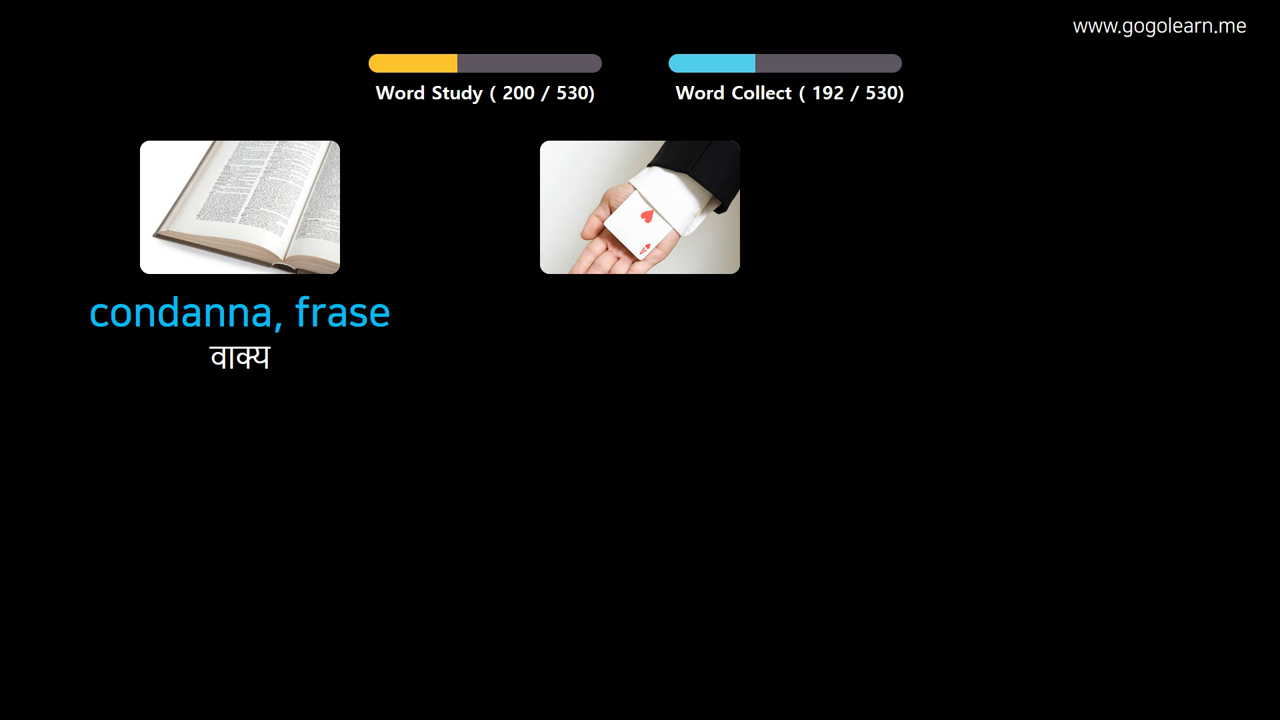 www.gogolearn.me
Word Study ( 200 / 530)
Word Collect ( 192 / 530)
condanna, frase
वाक्य